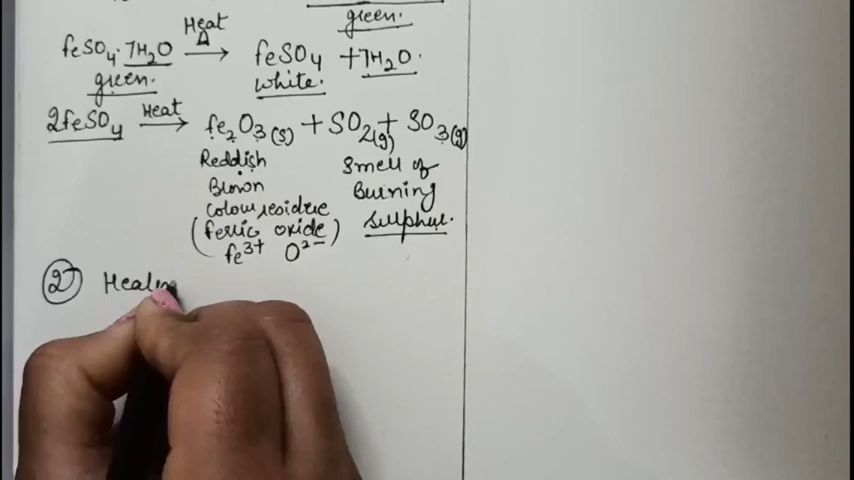 green.
FeSO4.7H2O Heat Δ → FeSO4 + 7H2O.
green. white.
2FeSO4 Heat → Fe2O3(s) + SO2(g) + SO3(g)
Reddish Smell of
Brown Burning
Colour residue Sulphur.
(ferric oxide)
Fe3+ O2-
2